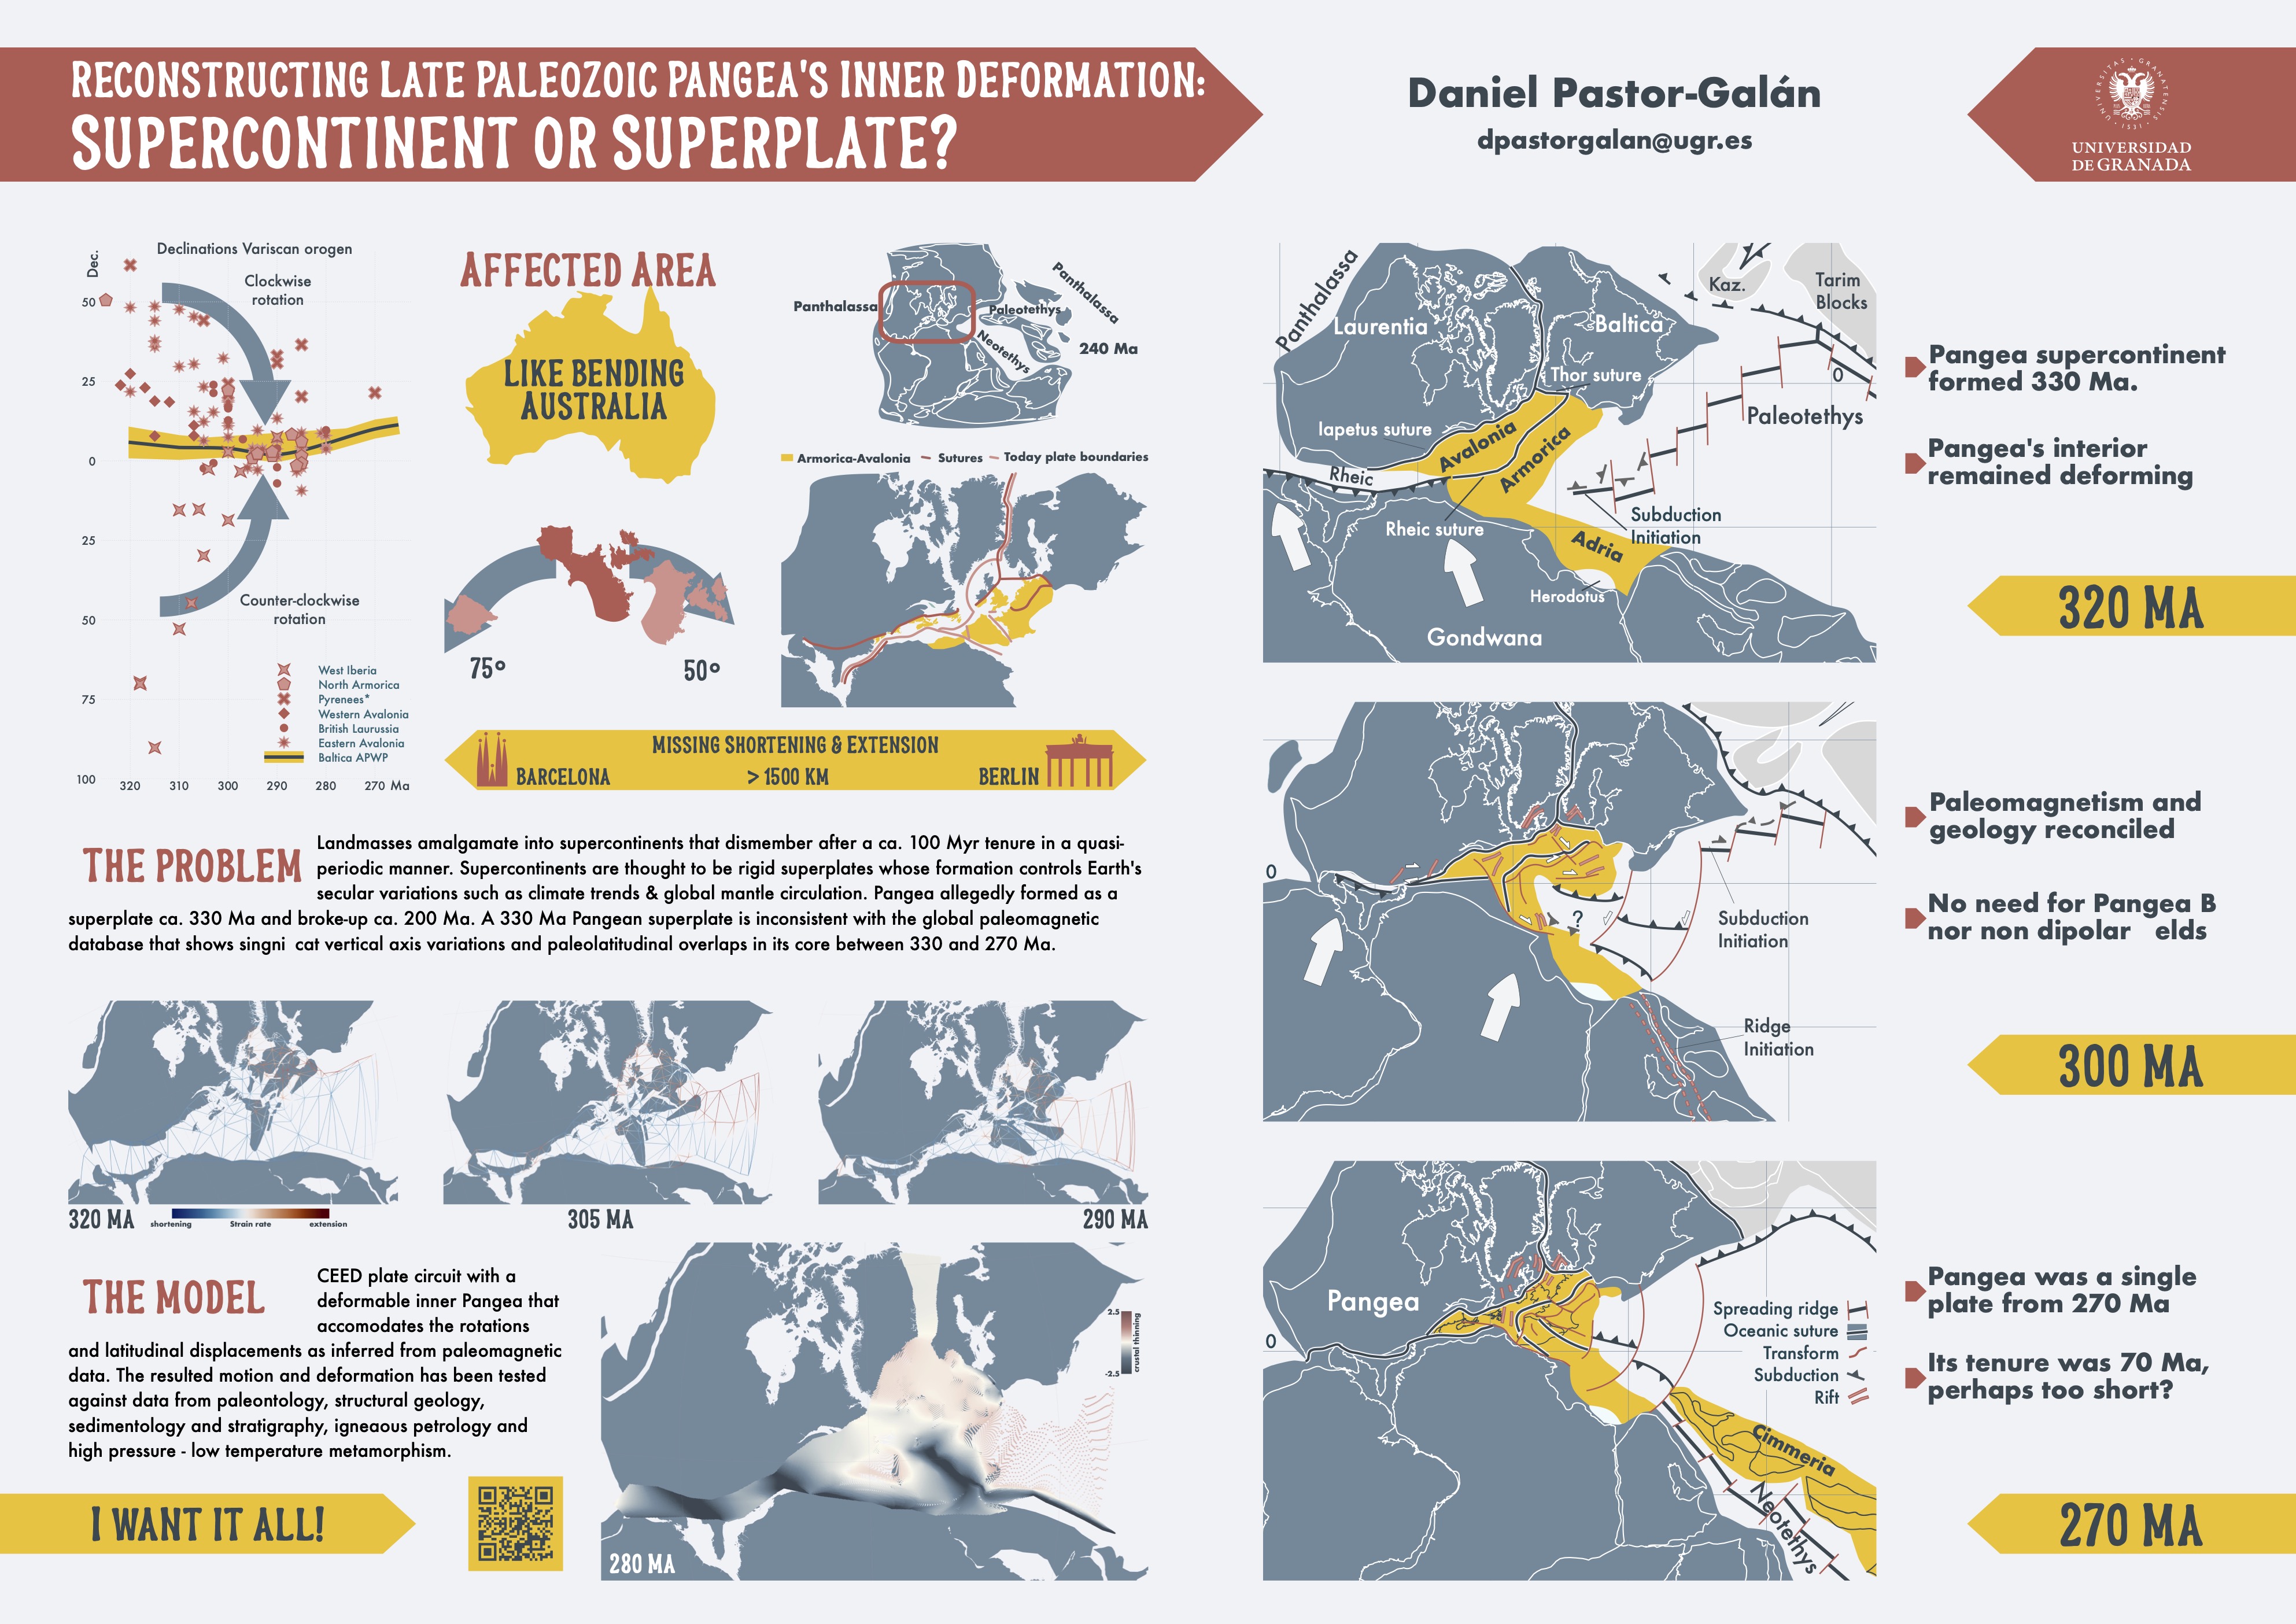 RECONSTRUCTING LATE PALEOZOIC PANGEA'S INNER DEFORMATION:
SUPERCONTINENT OR SUPERPLATE?
Daniel Pastor-Galán
dpastorgalan@ugr.es
UNIVERSITAS · GRANATENSIS · 1531 ·
UNIVERSIDAD
DE GRANADA
Declinations Variscan orogen
Dec.
Clockwise
rotation
50
25
0
25
50
75
100
Counter-clockwise
rotation
West Iberia
North Armorica
Pyrenees*
Western Avalonia
British Laurussia
Eastern Avalonia
Baltica APWP
320 310 300 290 280 270 Ma
AFFECTED AREA
LIKE BENDING
AUSTRALIA
75º
50º
Panthalassa
Panthalassa
Paleotethys
Neotethys
240 Ma
Armorica-Avalonia Sutures Today plate boundaries
MISSING SHORTENING & EXTENSION
BARCELONA > 1500 KM BERLIN
THE PROBLEM
Landmasses amalgamate into supercontinents that dismember after a ca. 100 Myr tenure in a quasi-
periodic manner. Supercontinents are thought to be rigid superplates whose formation controls Earth's
secular variations such as climate trends & global mantle circulation. Pangea allegedly formed as a
superplate ca. 330 Ma and broke-up ca. 200 Ma. A 330 Ma Pangean superplate is inconsistent with the global paleomagnetic
database that shows singni cat vertical axis variations and paleolatitudinal overlaps in its core between 330 and 270 Ma.
320 MA
shortening Strain rate extension
305 MA
290 MA
THE MODEL
CEED plate circuit with a
deformable inner Pangea that
accomodates the rotations
and latitudinal displacements as inferred from paleomagnetic
data. The resulted motion and deformation has been tested
against data from paleontology, structural geology,
sedimentology and stratigraphy, igneous petrology and
high pressure - low temperature metamorphism.
I WANT IT ALL!
2.5
-2.5
crustal thinning
280 MA
Panthalassa
Laurentia
Baltica
Kaz.
Tarim
Blocks
Thor suture
0
Paleotethys
Iapetus suture
Avalonia
Armorica
Rheic
Rheic suture
Subduction
Initiation
Adria
Herodotus
Gondwana
Pangea supercontinent
formed 330 Ma.
Pangea's interior
remained deforming
320 MA
0
?
Subduction
Initiation
Ridge
Initiation
Paleomagnetism and
geology reconciled
No need for Pangea B
nor non dipolar elds
300 MA
Pangea
0
Spreading ridge
Oceanic suture
Transform
Subduction
Rift
Cimmeria
Neotethys
Pangea was a single
plate from 270 Ma
Its tenure was 70 Ma,
perhaps too short?
270 MA